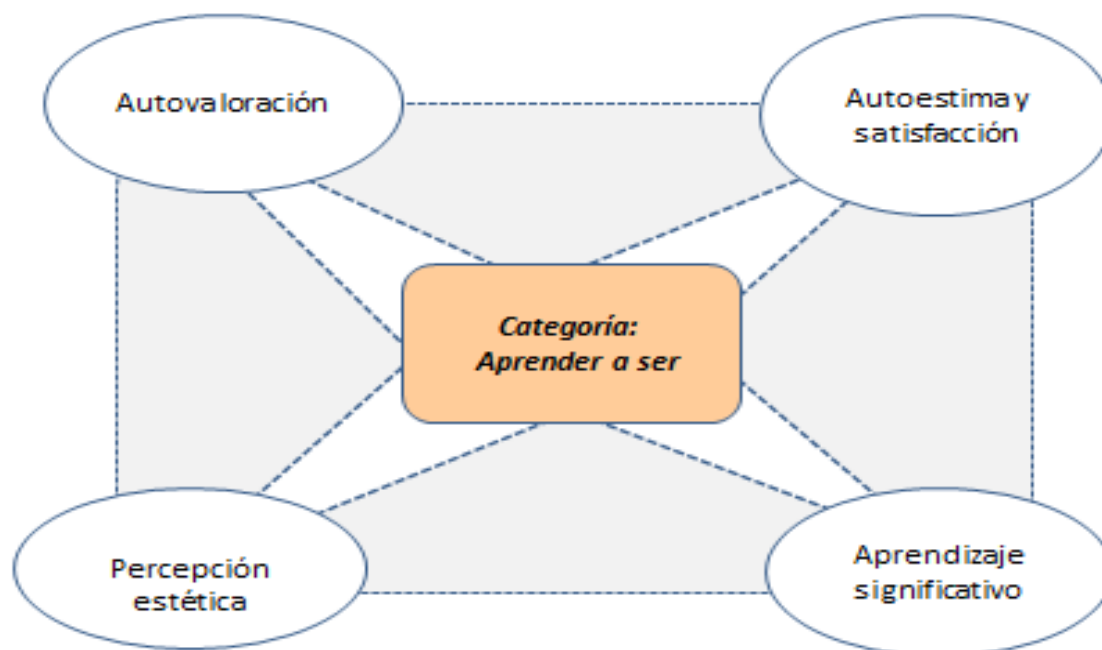 Autovaloración
Autoestima y
satisfacción
Categoría:
Aprender a ser
Percepción
estética
Aprendizaje
significativo